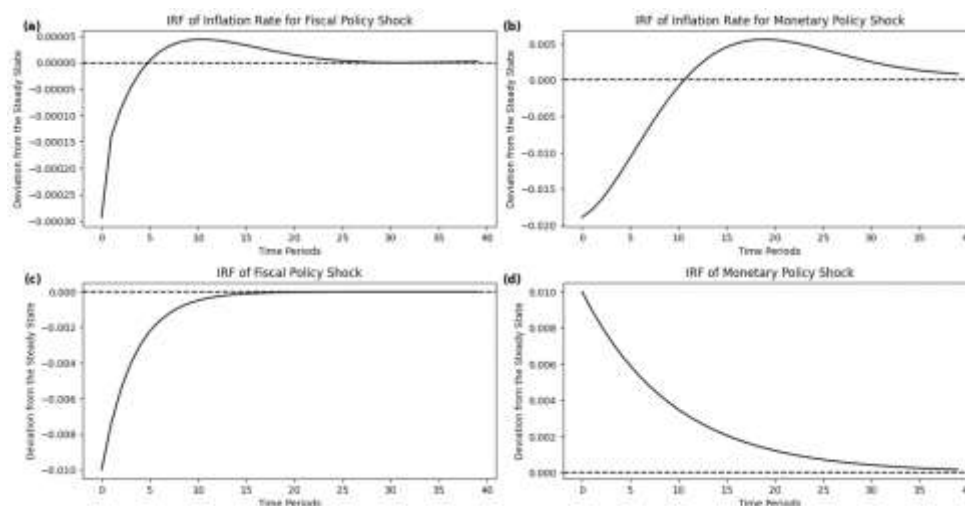 (a)
IRF of Inflation Rate for Fiscal Policy Shock
Deviation from the Steady State
0.00005
0.00000
−0.00005
−0.00010
−0.00015
−0.00020
−0.00025
−0.00030
0 5 10 15 20 25 30 35 40
Time Periods
(b)
IRF of Inflation Rate for Monetary Policy Shock
Deviation from the Steady State
0.005
0.000
−0.005
−0.010
−0.015
−0.020
0 5 10 15 20 25 30 35
Time Periods
(c)
IRF of Fiscal Policy Shock
Deviation from the Steady State
0.000
−0.002
−0.004
−0.006
−0.008
−0.010
0 5 10 15 20 25 30 35 40
Time Periods
(d)
IRF of Monetary Policy Shock
Deviation from the Steady State
0.010
0.008
0.006
0.004
0.002
0.000
0 5 10 15 20 25 30 35
Time Periods